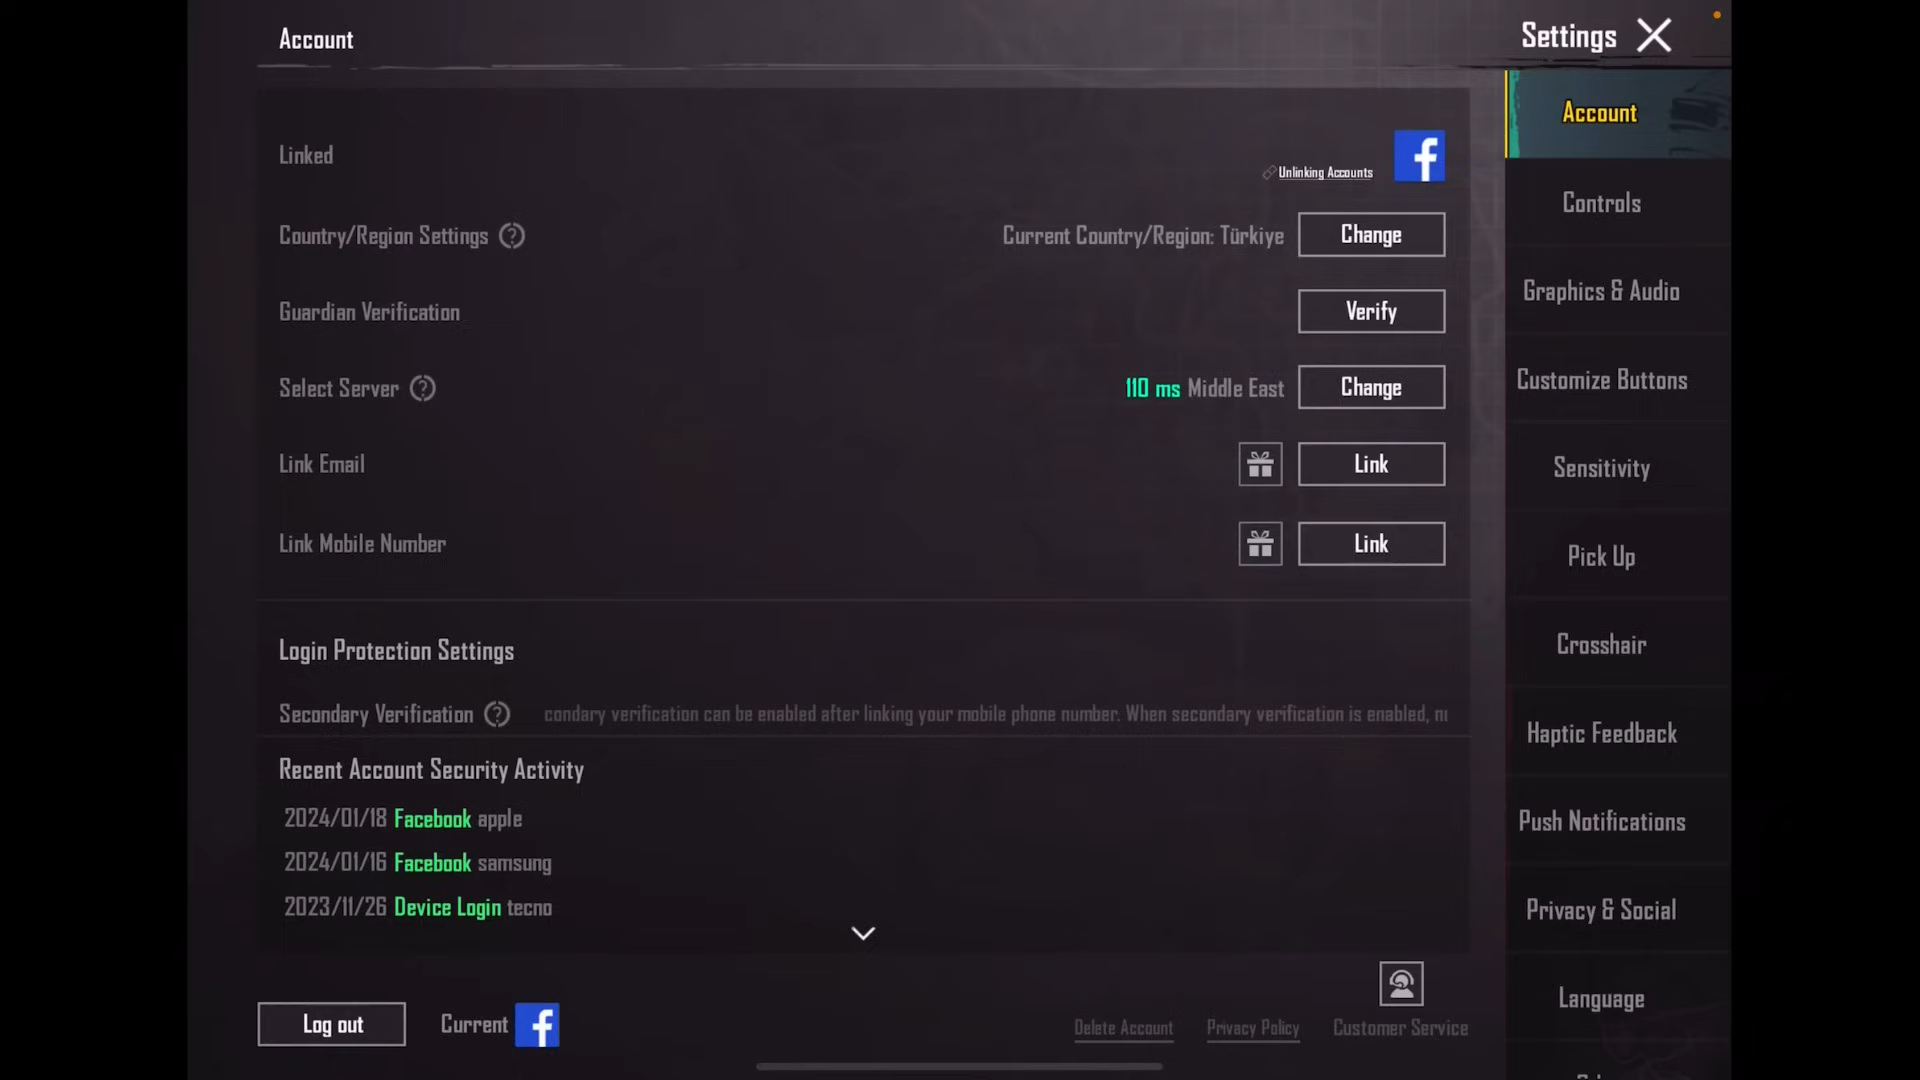 Account
Settings
Linked
Unlinking Accounts
Country/Region Settings
Current Country/Region: Türkiye
Change
Guardian Verification
Verify
Select Server
110 ms Middle East
Change
Link Email
Link
Link Mobile Number
Link
Login Protection Settings
Secondary Verification
condary verification can be enabled after linking your mobile phone number. When secondary verification is enabled,
Recent Account Security Activity
2024/01/18 Facebook apple
2024/01/16 Facebook samsung
2023/11/26 Device Login tecno
Log out
Current
Delete Account
Privacy Policy
Customer Service
Account
Controls
Graphics & Audio
Customize Buttons
Sensitivity
Pick Up
Crosshair
Haptic Feedback
Push Notifications
Privacy & Social
Language